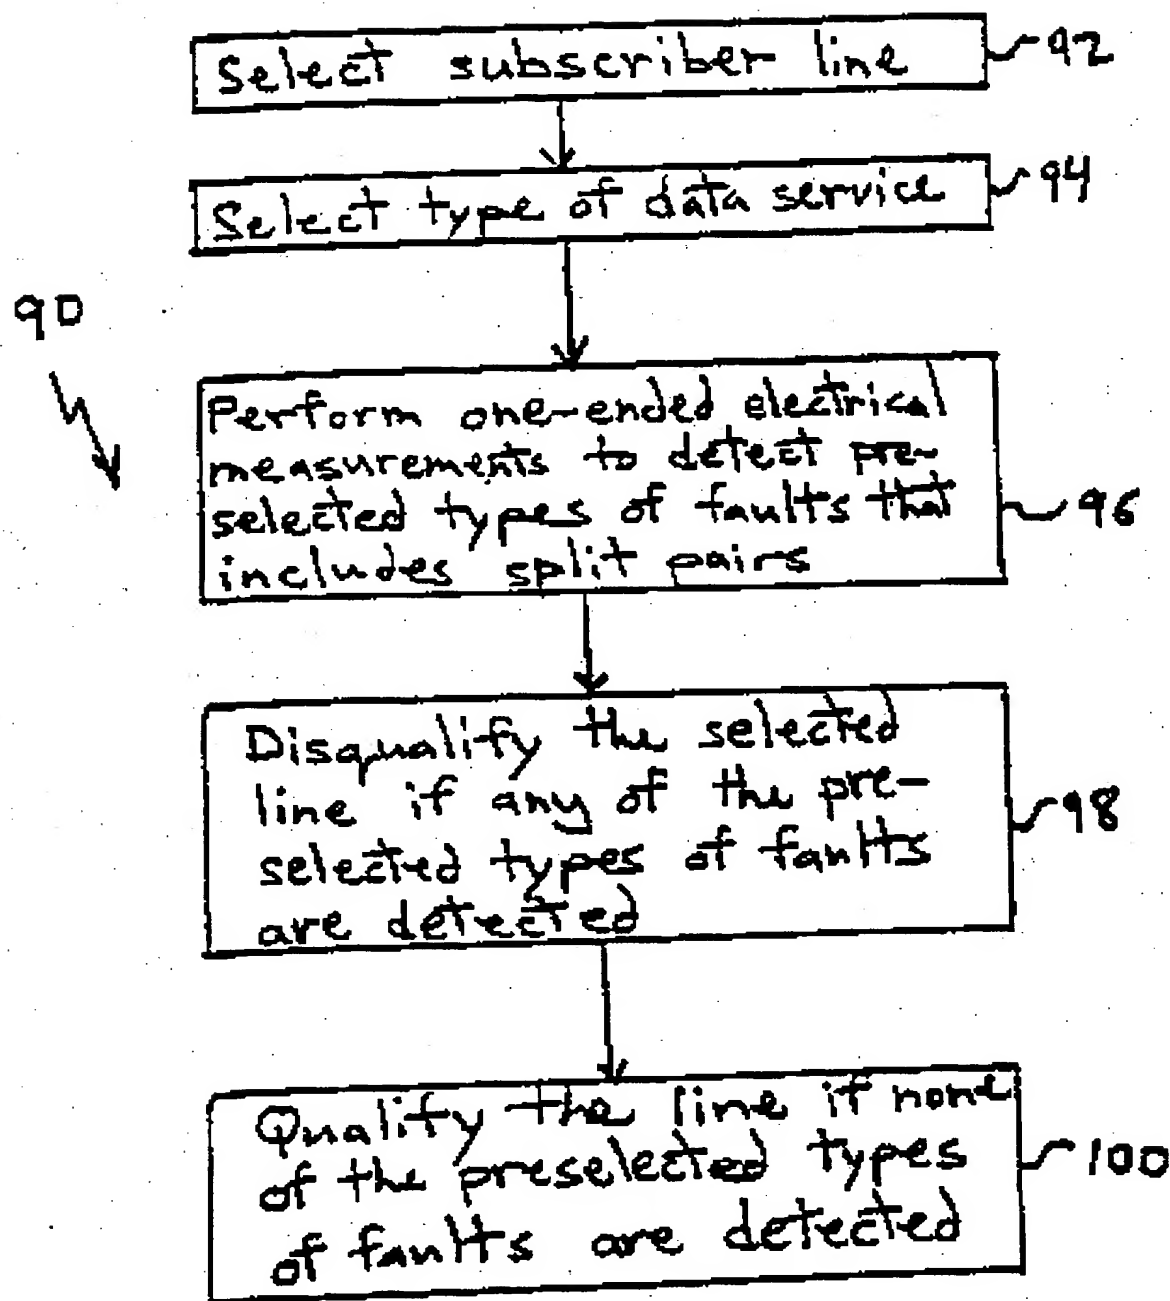 Select subscriber line
92
Select type of data service
94
90
Perform one-ended electrical
measurements to detect pre-
selected types of faults that
includes split pairs
96
Disqualify the selected
line if any of the pre-
selected types of faults
are detected
98
Qualify the line if none
of the preselected types
of faults are detected
100